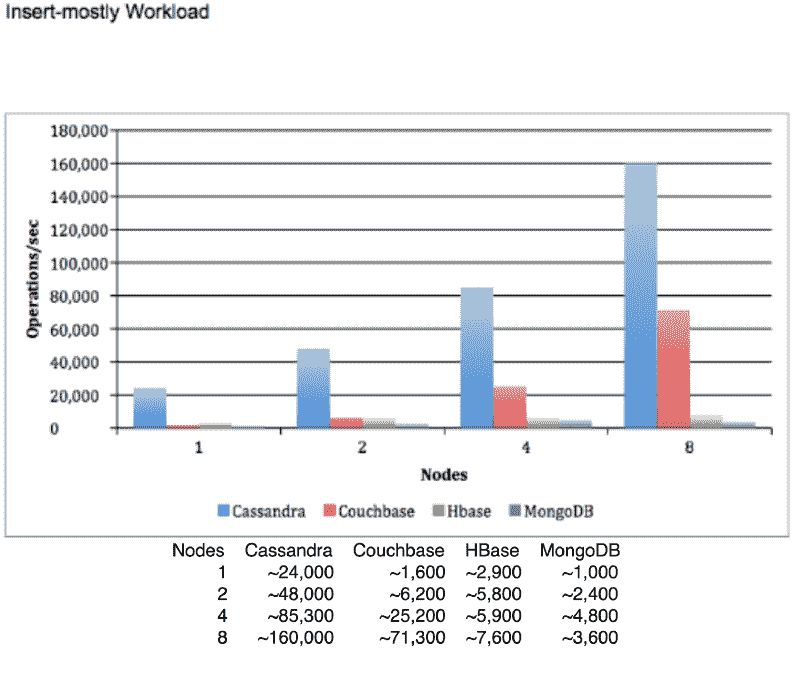 Insert-mostly Workload
180,000
160,000
140,000
120,000
100,000
80,000
60,000
40,000
20,000
0
Operations/sec
1 2 4 8
Nodes
Cassandra Couchbase Hbase MongoDB
Nodes Cassandra Couchbase HBase MongoDB
1 ~24,000 ~1,600 ~2,900 ~1,000
2 ~48,000 ~6,200 ~5,800 ~2,400
4 ~85,300 ~25,200 ~5,900 ~4,800
8 ~160,000 ~71,300 ~7,600 ~3,600